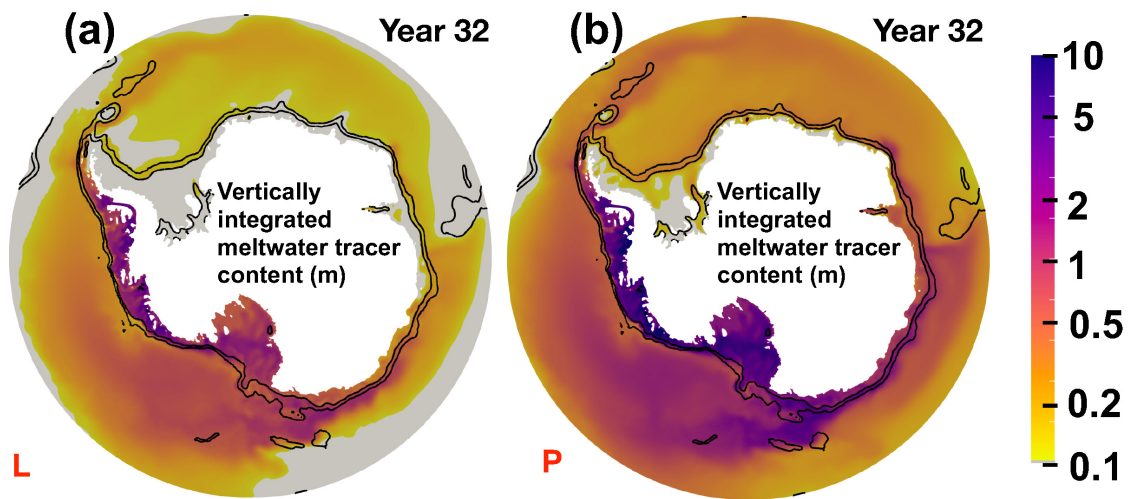 (a) Year 32
Vertically
integrated
meltwater tracer
content (m)
L
(b) Year 32
Vertically
integrated
meltwater tracer
content (m)
P
10
5
2
1
0.5
0.2
0.1